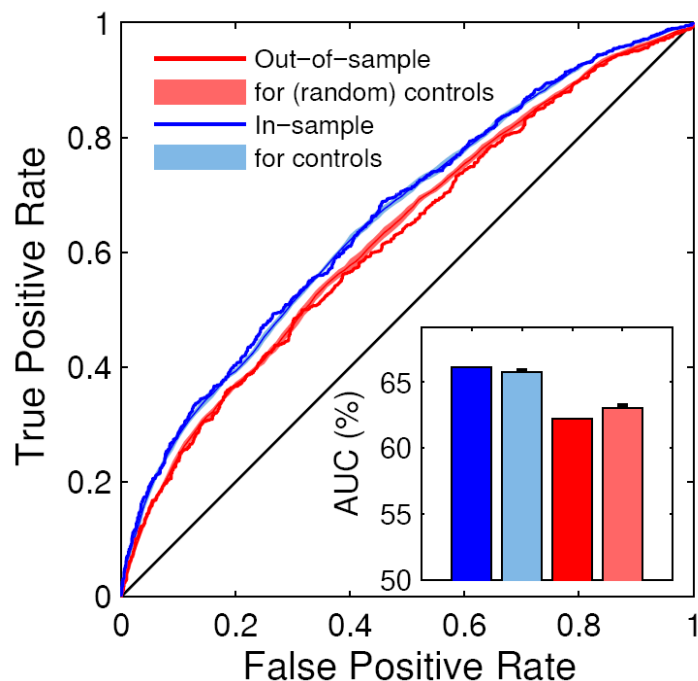 1
0.8
0.6
0.4
0.2
0
True Positive Rate
Out-of-sample
for (random) controls
In-sample
for controls
AUC (%)
65
60
55
50
0
0.2
0.4
0.6
0.8
1
False Positive Rate